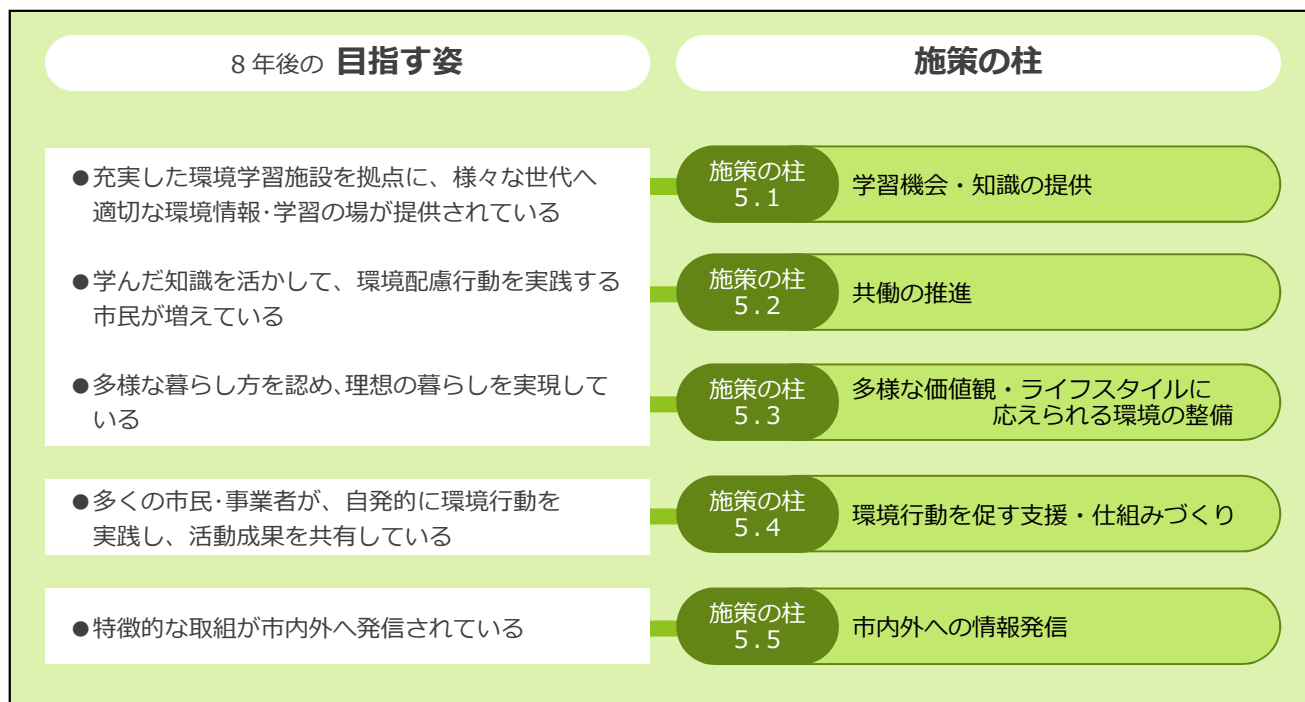 8年後の 目指す姿
施策の柱
●充実した環境学習施設を拠点に、様々な世代へ
適切な環境情報･学習の場が提供されている
施策の柱
5.1
学習機会・知識の提供
●学んだ知識を活かして、環境配慮行動を実践する
市民が増えている
施策の柱
5.2
共働の推進
●多様な暮らし方を認め、理想の暮らしを実現して
いる
施策の柱
5.3
多様な価値観・ライフスタイルに
応えられる環境の整備
●多くの市民･事業者が、自発的に環境行動を
実践し、活動成果を共有している
施策の柱
5.4
環境行動を促す支援・仕組みづくり
●特徴的な取組が市内外へ発信されている
施策の柱
5.5
市内外への情報発信